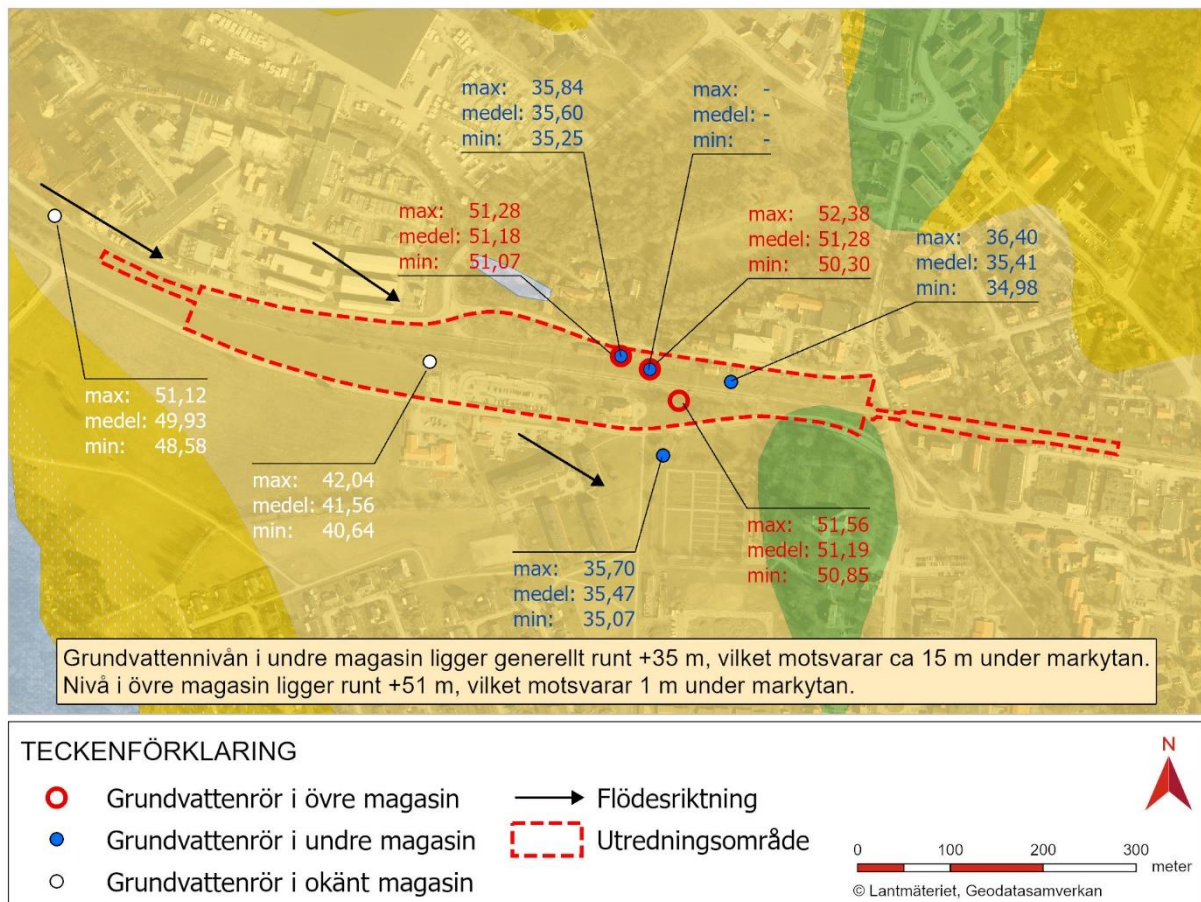 max: 35,84
medel: 35,60
min: 35,25
max: -
medel: -
min: -
max: 51,28
medel: 51,18
min: 51,07
max: 52,38
medel: 51,28
min: 50,30
max: 36,40
medel: 35,41
min: 34,98
max: 51,12
medel: 49,93
min: 48,58
max: 42,04
medel: 41,56
min: 40,64
max: 35,70
medel: 35,47
min: 35,07
max: 51,56
medel: 51,19
min: 50,85
Grundvattennivån i undre magasin ligger generellt runt +35 m, vilket motsvarar ca 15 m under markytan.
Nivå i övre magasin ligger runt +51 m, vilket motsvarar 1 m under markytan.
TECKENFÖRKLARING
Grundvattenrör i övre magasin
Grundvattenrör i undre magasin
Grundvattenrör i okänt magasin
Flödesriktning
Utredningsområde
N
0 100 200 300
meter
© Lantmäteriet, Geodatasamverkan